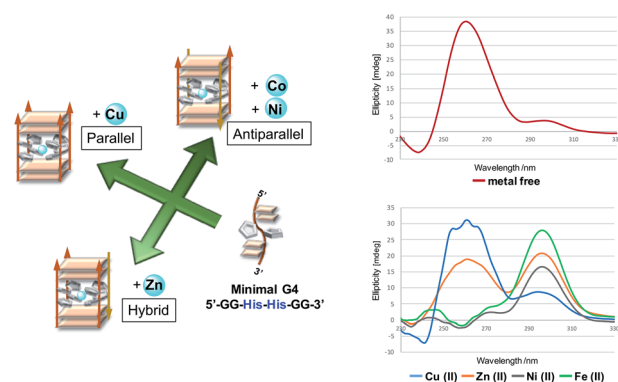 + Cu
Parallel
+ Co
+ Ni
Antiparallel
+ Zn
Hybrid
5'
3'
Minimal G4
5'-GG-His-His-GG-3'
Ellipticity [mdeg]
45
40
35
30
25
20
15
10
5
0
-5
-10
230 250 270 290 310 330
Wavelength /nm
metal free
Ellipticity [mdeg]
35
30
25
20
15
10
5
0
-5
-10
230 250 270 290 310 330
Wavelength/nm
Cu (II) Zn (II) Ni (II) Fe (II)